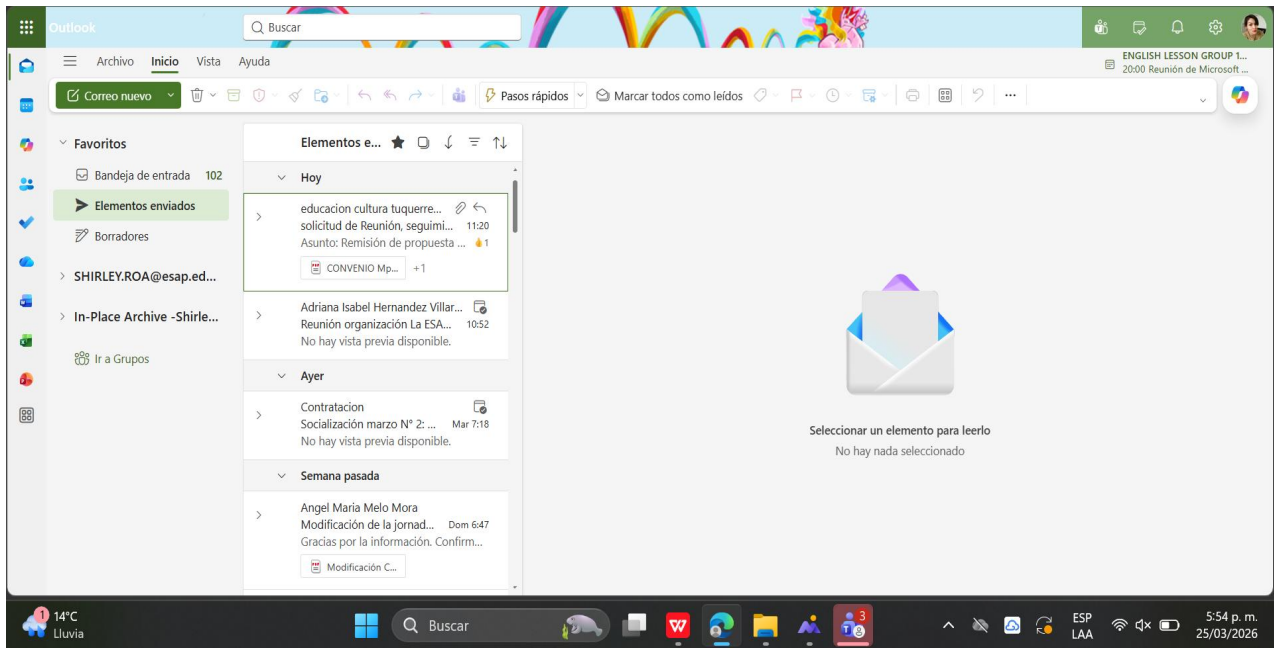 Outlook
Buscar
ENGLISH LESSON GROUP 1...
20:00 Reunión de Microsoft ...
Archivo Inicio Vista Ayuda
Correo nuevo
Pasos rápidos
Marcar todos como leídos
Favoritos
Bandeja de entrada 102
Elementos enviados
Borradores
SHIRLEY.ROA@esap.ed...
In-Place Archive -Shirle...
Ir a Grupos
Elementos e...
Hoy
educacion cultura tuquerre...
solicitud de Reunión, seguimi... 11:20
Asunto: Remisión de propuesta ... 1
CONVENIO Mp... +1
Adriana Isabel Hernandez Villar...
Reunión organización La ESA... 10:52
No hay vista previa disponible.
Ayer
Contratacion
Socialización marzo N° 2: ... Mar 7:18
No hay vista previa disponible.
Semana pasada
Angel Maria Melo Mora
Modificación de la jornad... Dom 6:47
Gracias por la información. Confirm...
Modificación C...
Seleccionar un elemento para leerlo
No hay nada seleccionado
1
14°C
Lluvia
Buscar
3
ESP
LAA
5:54 p. m.
25/03/2026